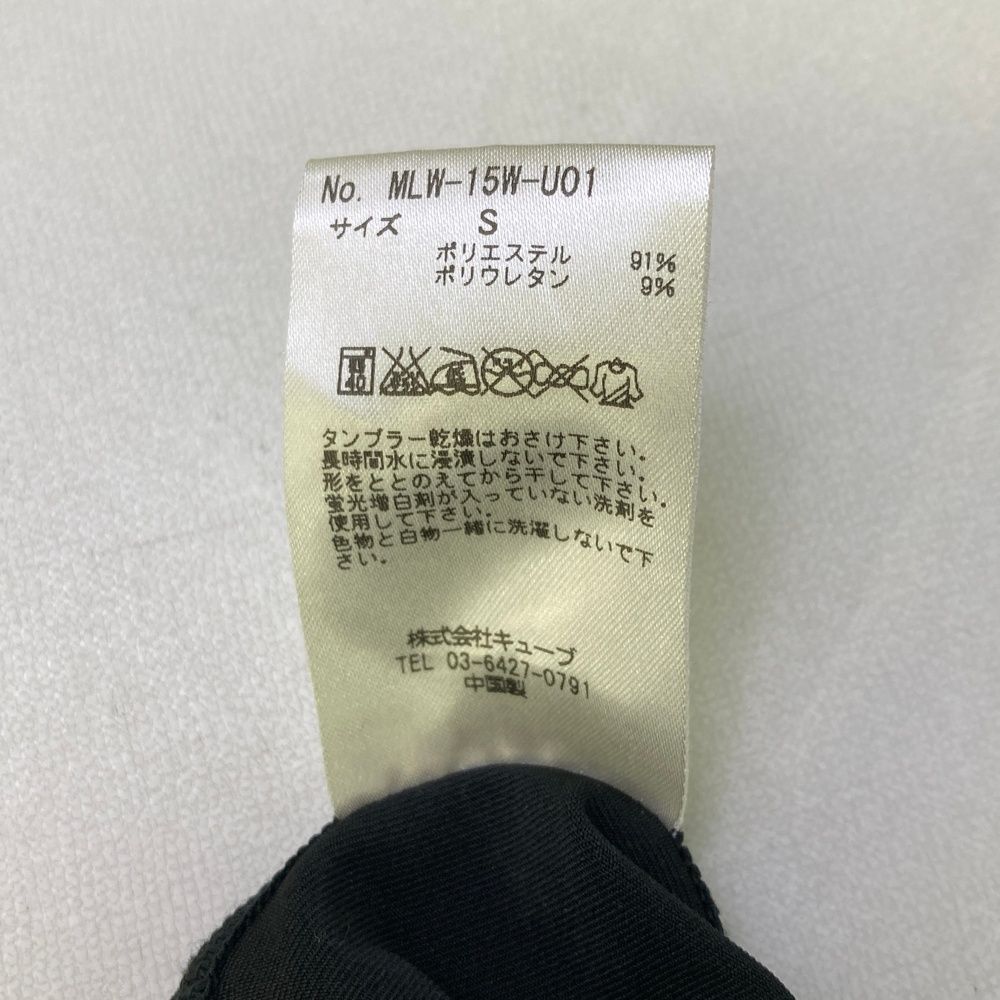 No. MLW-15W-U01
サイズ S
ポリエステル 91%
ポリウレタン 9%
40
タンブラー乾燥はおさけ下さい。
長時間水に浸漬しないで下さい。
形をととのえてから干して下さい。
蛍光増白剤が入っていない洗剤を
使用して下さい。
色物と白物一緒に洗濯しないで下
さい。
株式会社キューブ
TEL 03-6427-0791
中国製